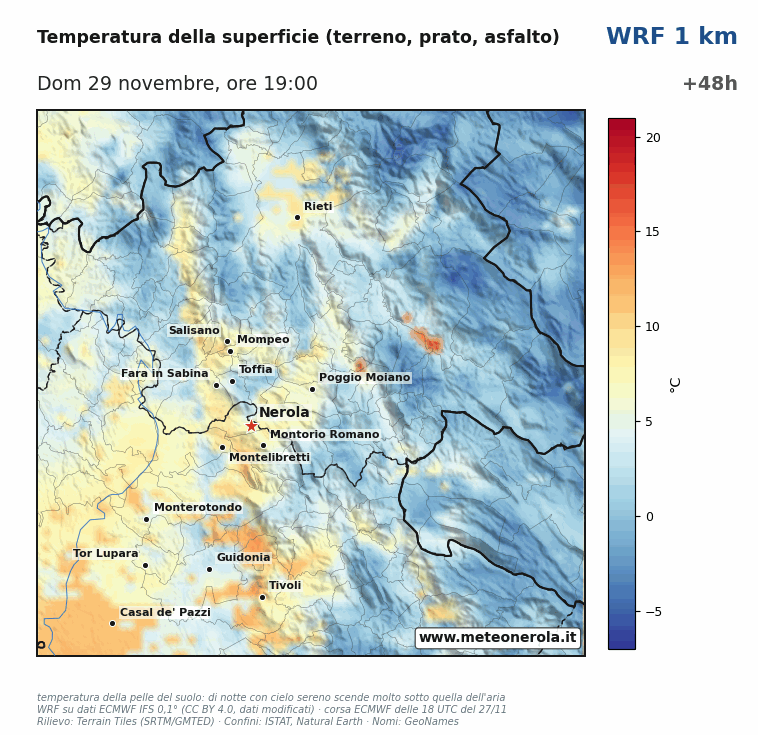 Temperatura della superficie (terreno, prato, asfalto)
WRF 1 km
Dom 29 novembre, ore 19:00
+48h
20
15
10
5
0
−5
°C
Rieti
Salisano
Mompeo
Toffia
Fara in Sabina
Poggio Moiano
Nerola
Montorio Romano
Montelibretti
Monterotondo
Tor Lupara
Guidonia
Tivoli
Casal de' Pazzi
www.meteonerola.it
temperatura della pelle del suolo: di notte con cielo sereno scende molto sotto quella dell'aria
WRF su dati ECMWF IFS 0,1° (CC BY 4.0, dati modificati) · corsa ECMWF delle 18 UTC del 27/11
Rilievo: Terrain Tiles (SRTM/GMTED) · Confini: ISTAT, Natural Earth · Nomi: GeoNames